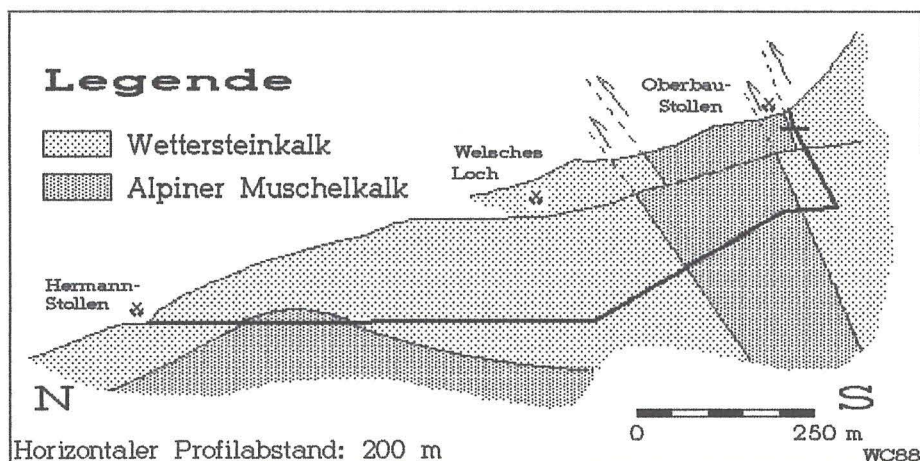 Legende
Wettersteinkalk
Alpiner Muschelkalk
Oberbau-
Stollen
Welsches
Loch
Hermann-
Stollen
N
S
0
250 m
Horizontaler Profilabstand: 200 m
WC88